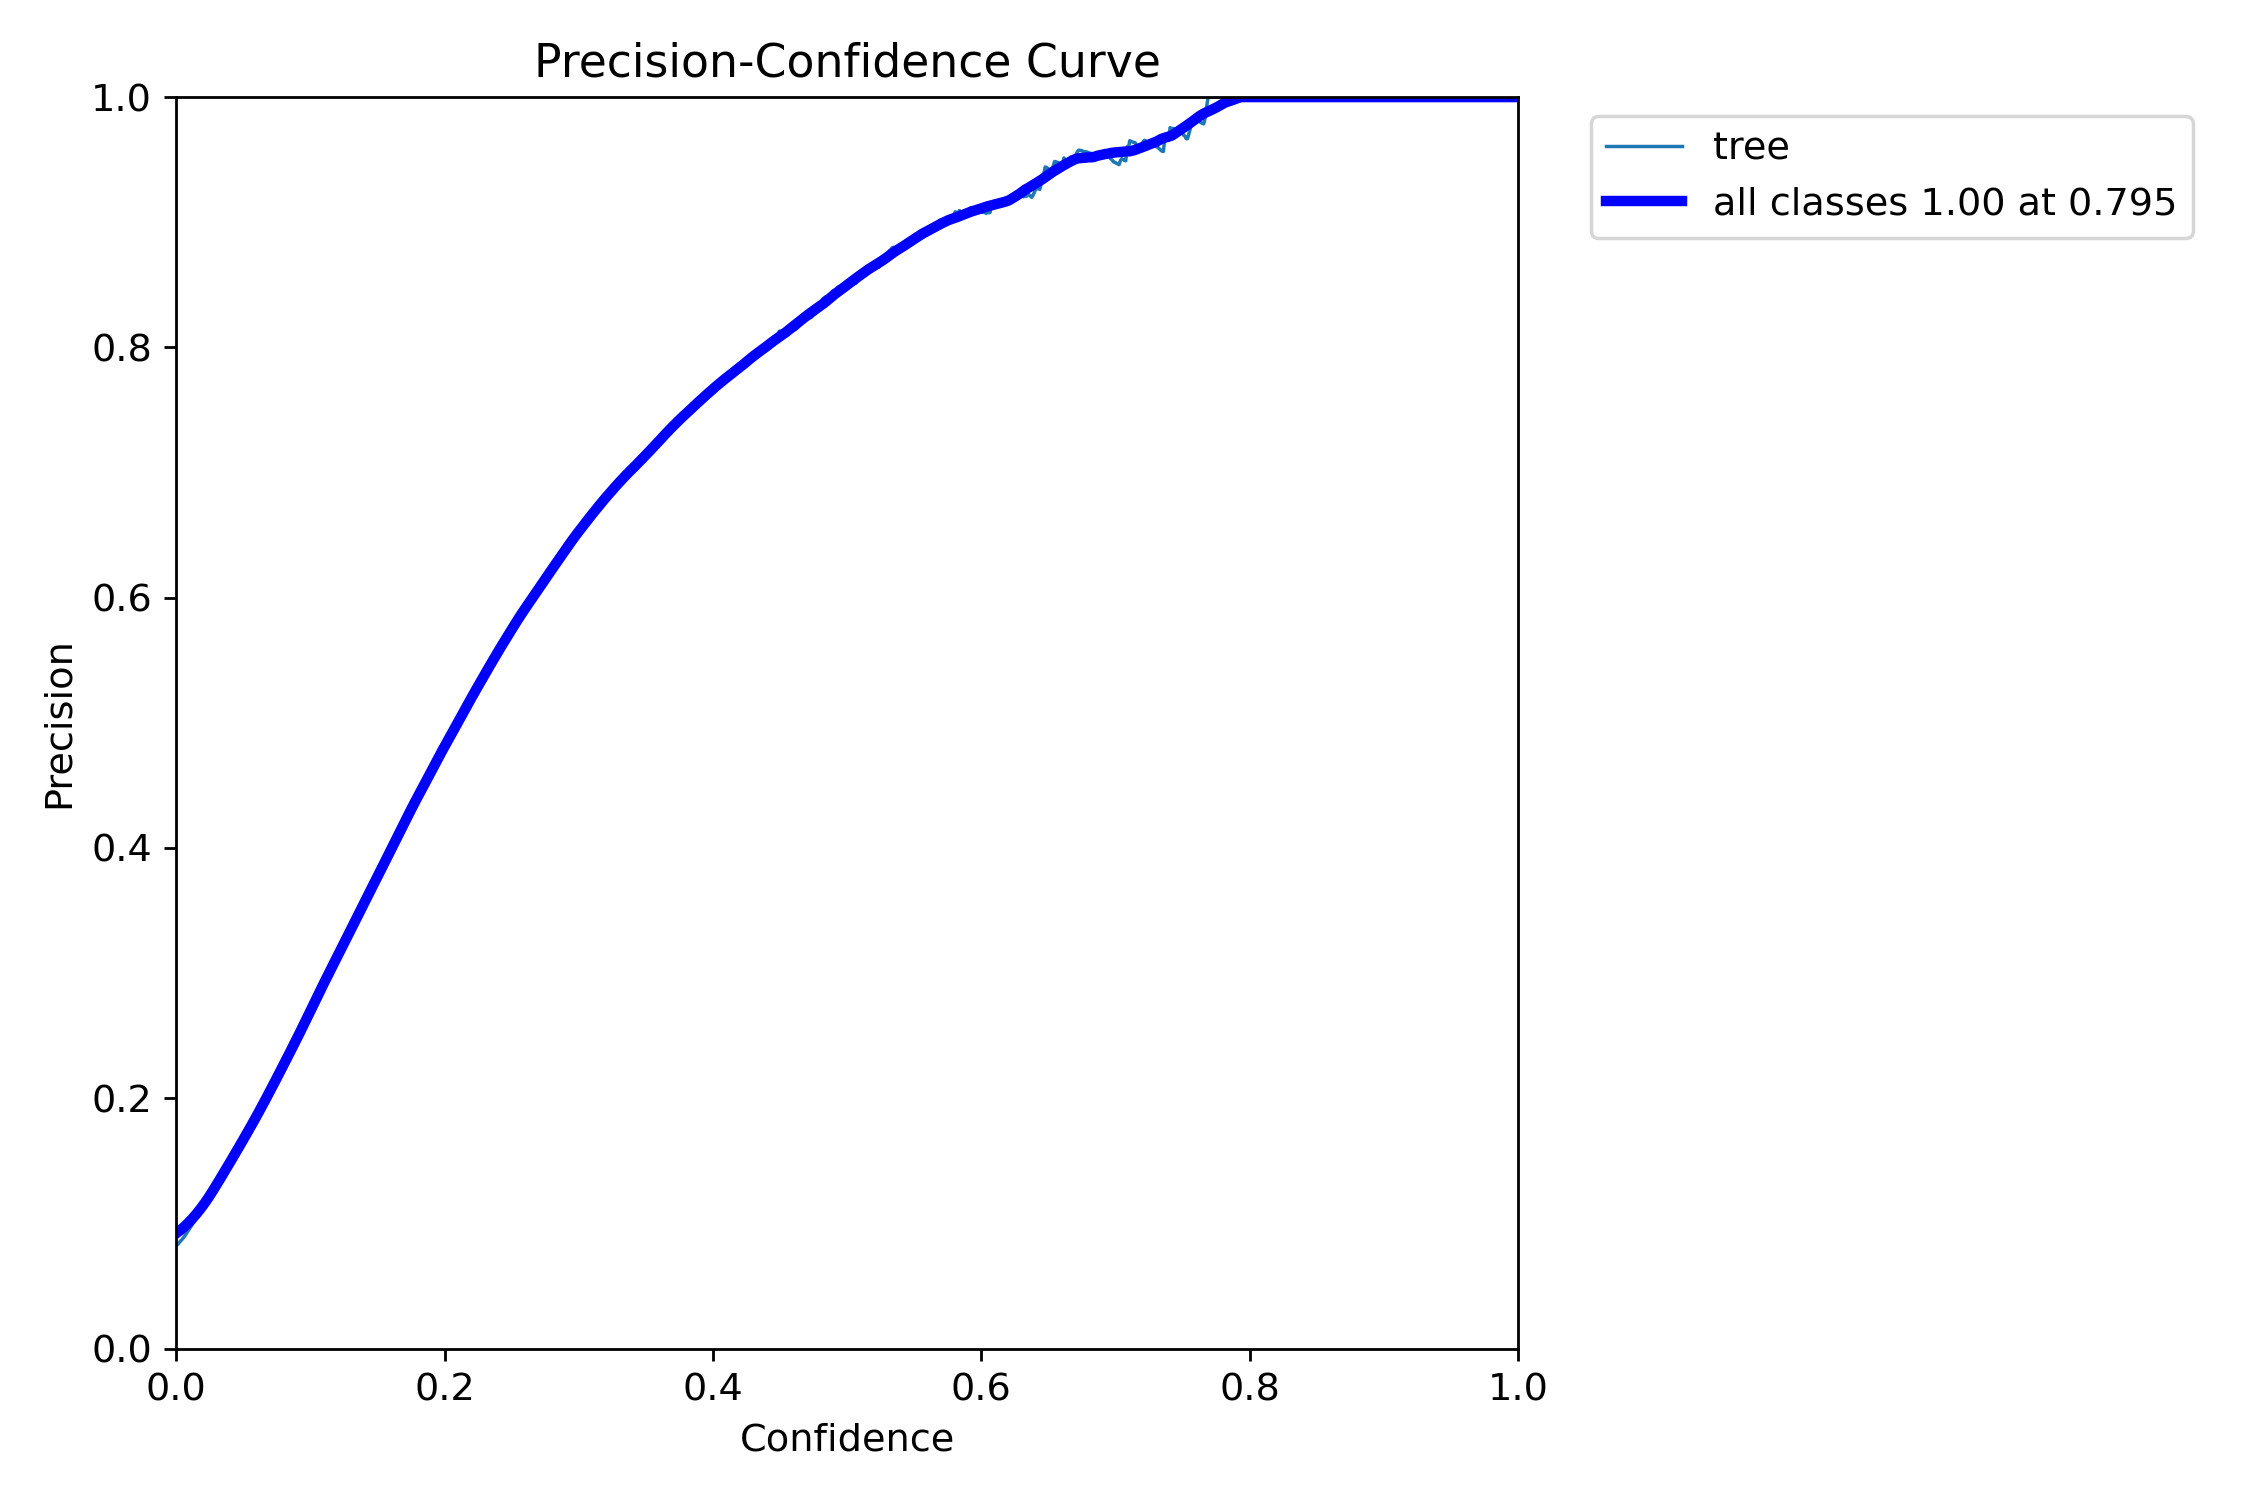 Precision-Confidence Curve
1.0
0.8
0.6
0.4
0.2
0.0
Precision
0.0 0.2 0.4 0.6 0.8 1.0
Confidence
tree
all classes 1.00 at 0.795